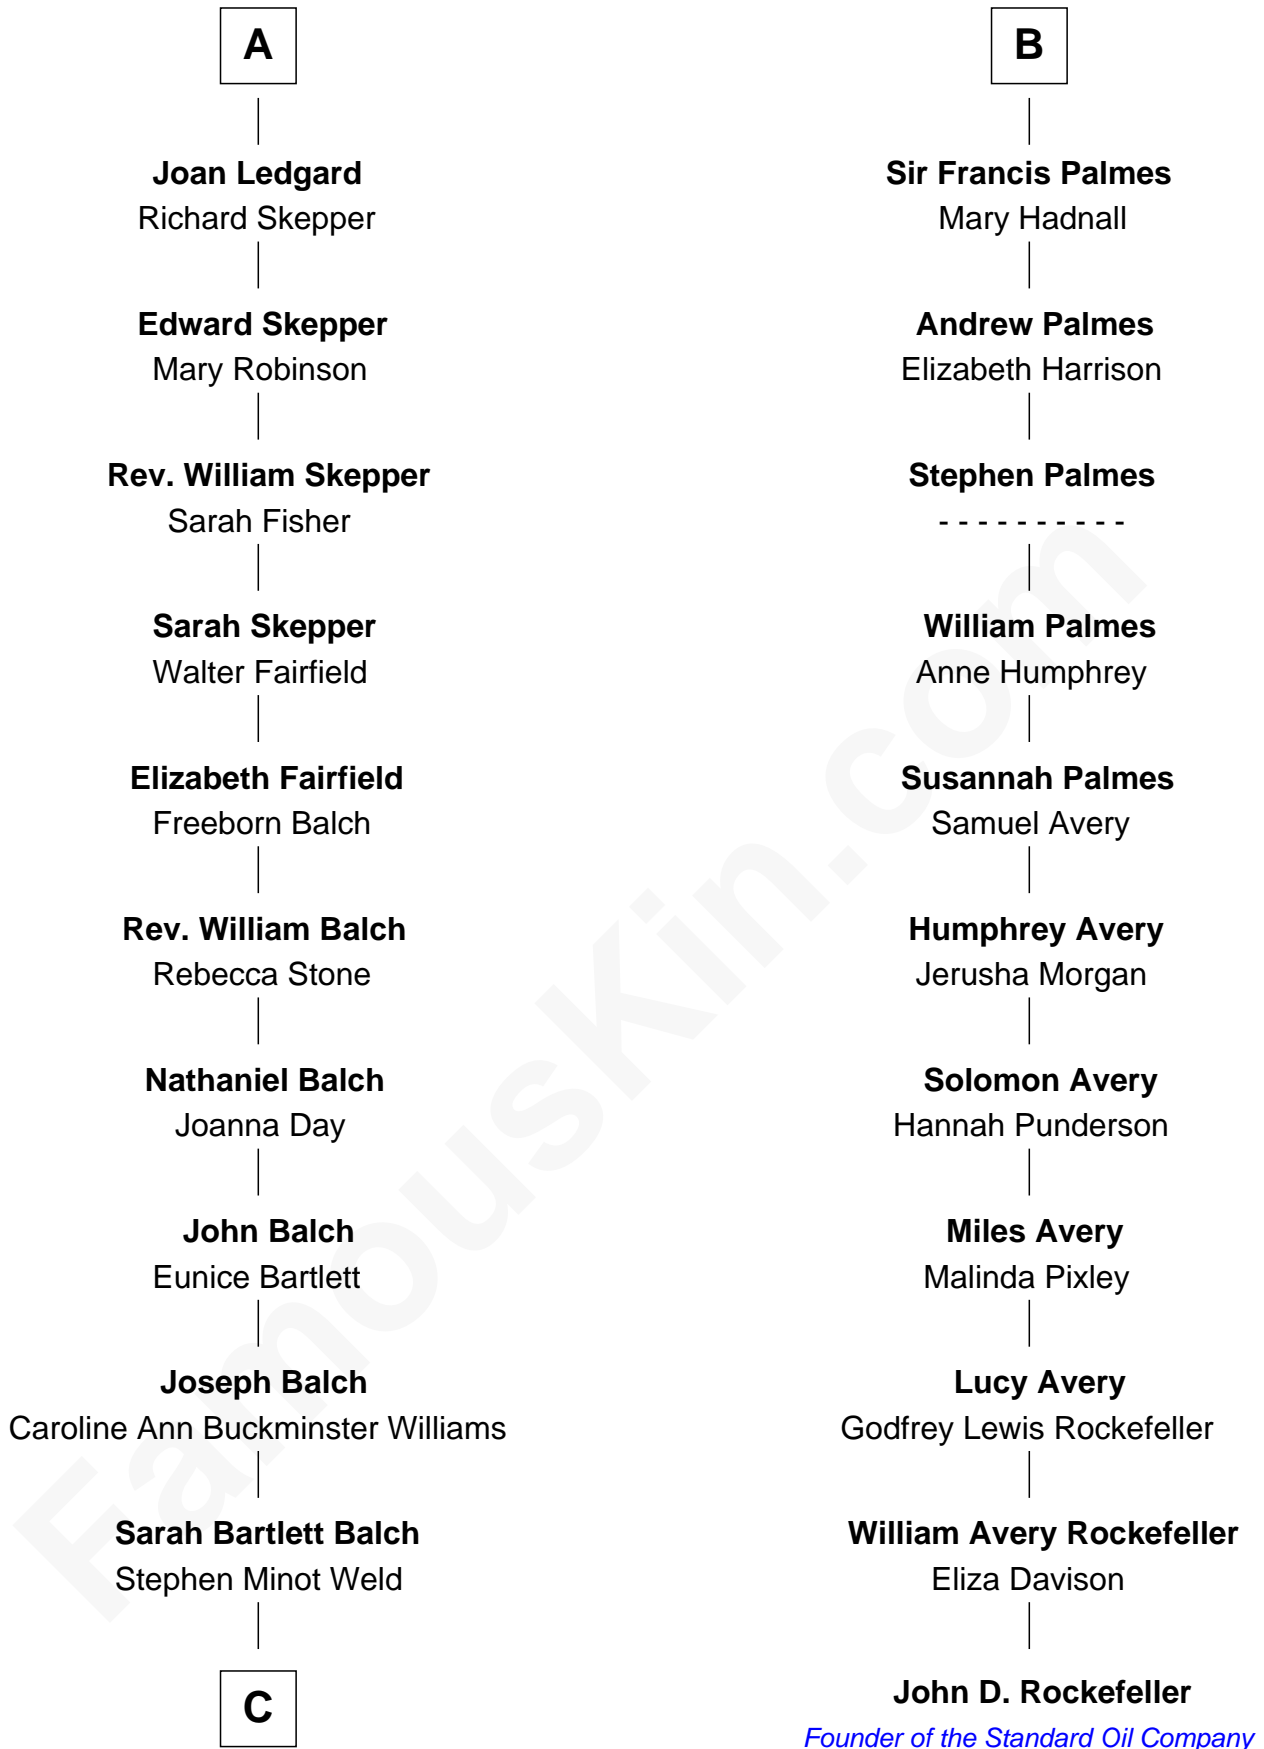 A
Joan Ledgard
Richard Skepper
Edward Skepper
Mary Robinson
Rev. William Skepper
Sarah Fisher
Sarah Skepper
Walter Fairfield
Elizabeth Fairfield
Freeborn Balch
Rev. William Balch
Rebecca Stone
Nathaniel Balch
Joanna Day
John Balch
Eunice Bartlett
Joseph Balch
Caroline Ann Buckminster Williams
Sarah Bartlett Balch
Stephen Minot Weld
C
B
Sir Francis Palmes
Mary Hadnall
Andrew Palmes
Elizabeth Harrison
Stephen Palmes
- - - - - - - - - -
William Palmes
Anne Humphrey
Susannah Palmes
Samuel Avery
Humphrey Avery
Jerusha Morgan
Solomon Avery
Hannah Punderson
Miles Avery
Malinda Pixley
Lucy Avery
Godfrey Lewis Rockefeller
William Avery Rockefeller
Eliza Davison
John D. Rockefeller
Founder of the Standard Oil Company
FamousKin.com